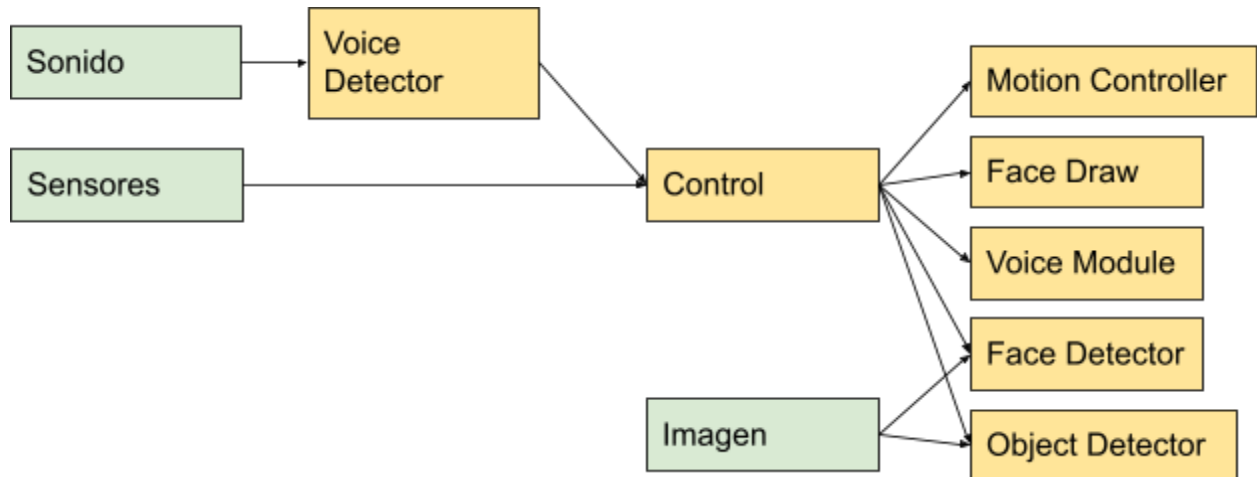 Sonido
Voice
Detector
Sensores
Control
Motion Controller
Face Draw
Voice Module
Face Detector
Imagen
Object Detector